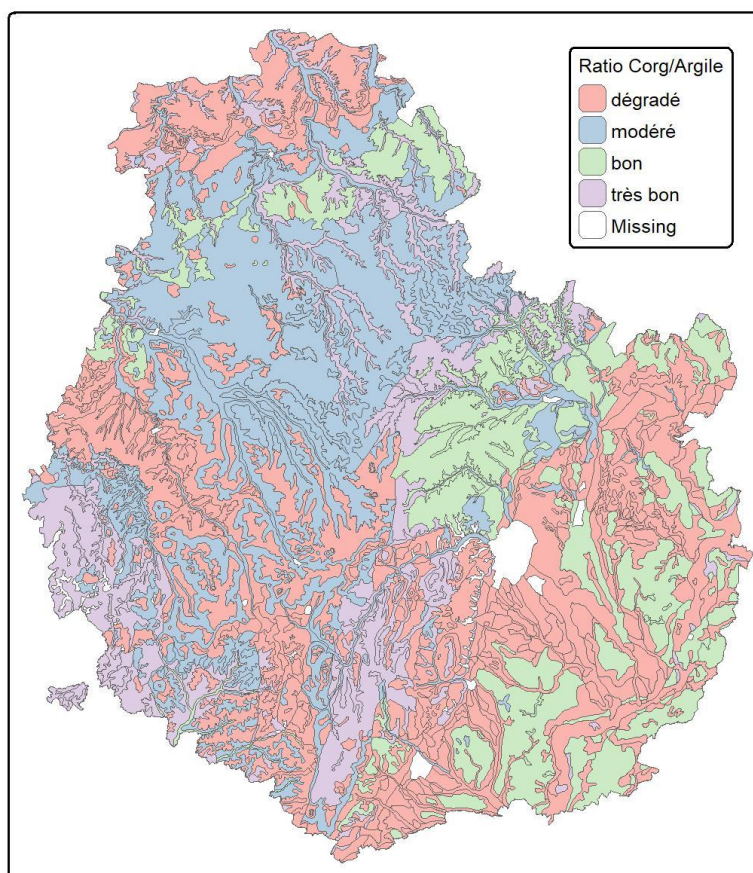 Ratio Corg/Argile
dégradé
modéré
bon
très bon
Missing